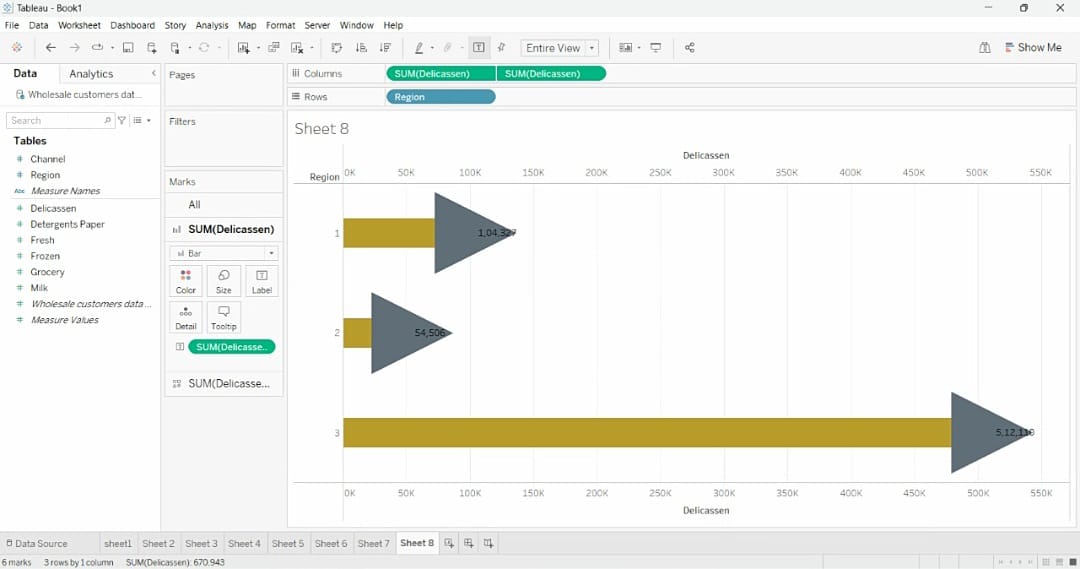 Tableau - Book1
File Data Worksheet Dashboard Story Analysis Map Format Server Window Help
Entire View
Show Me
Data Analytics
Wholesale customers dat...
Search
Tables
# Channel
# Region
Abc Measure Names
# Delicassen
# Detergents Paper
# Fresh
# Frozen
# Grocery
# Milk
# Wholesale customers data ...
# Measure Values
Pages
Filters
Marks
All
SUM(Delicassen)
Bar
Color Size Label
Detail Tooltip
SUM(Delicasse..
SUM(Delicasse...
Columns SUM(Delicassen) SUM(Delicassen)
Rows Region
Sheet 8
Delicassen
Region 0K 50K 100K 150K 200K 250K 300K 350K 400K 450K 500K 550K
1 1,04,327
2 54,506
3 5,12,110
0K 50K 100K 150K 200K 250K 300K 350K 400K 450K 500K 550K
Delicassen
Data Source sheet1 Sheet 2 Sheet 3 Sheet 4 Sheet 5 Sheet 6 Sheet 7 Sheet 8
6 marks 3 rows by 1 column SUM(Delicassen): 670.943